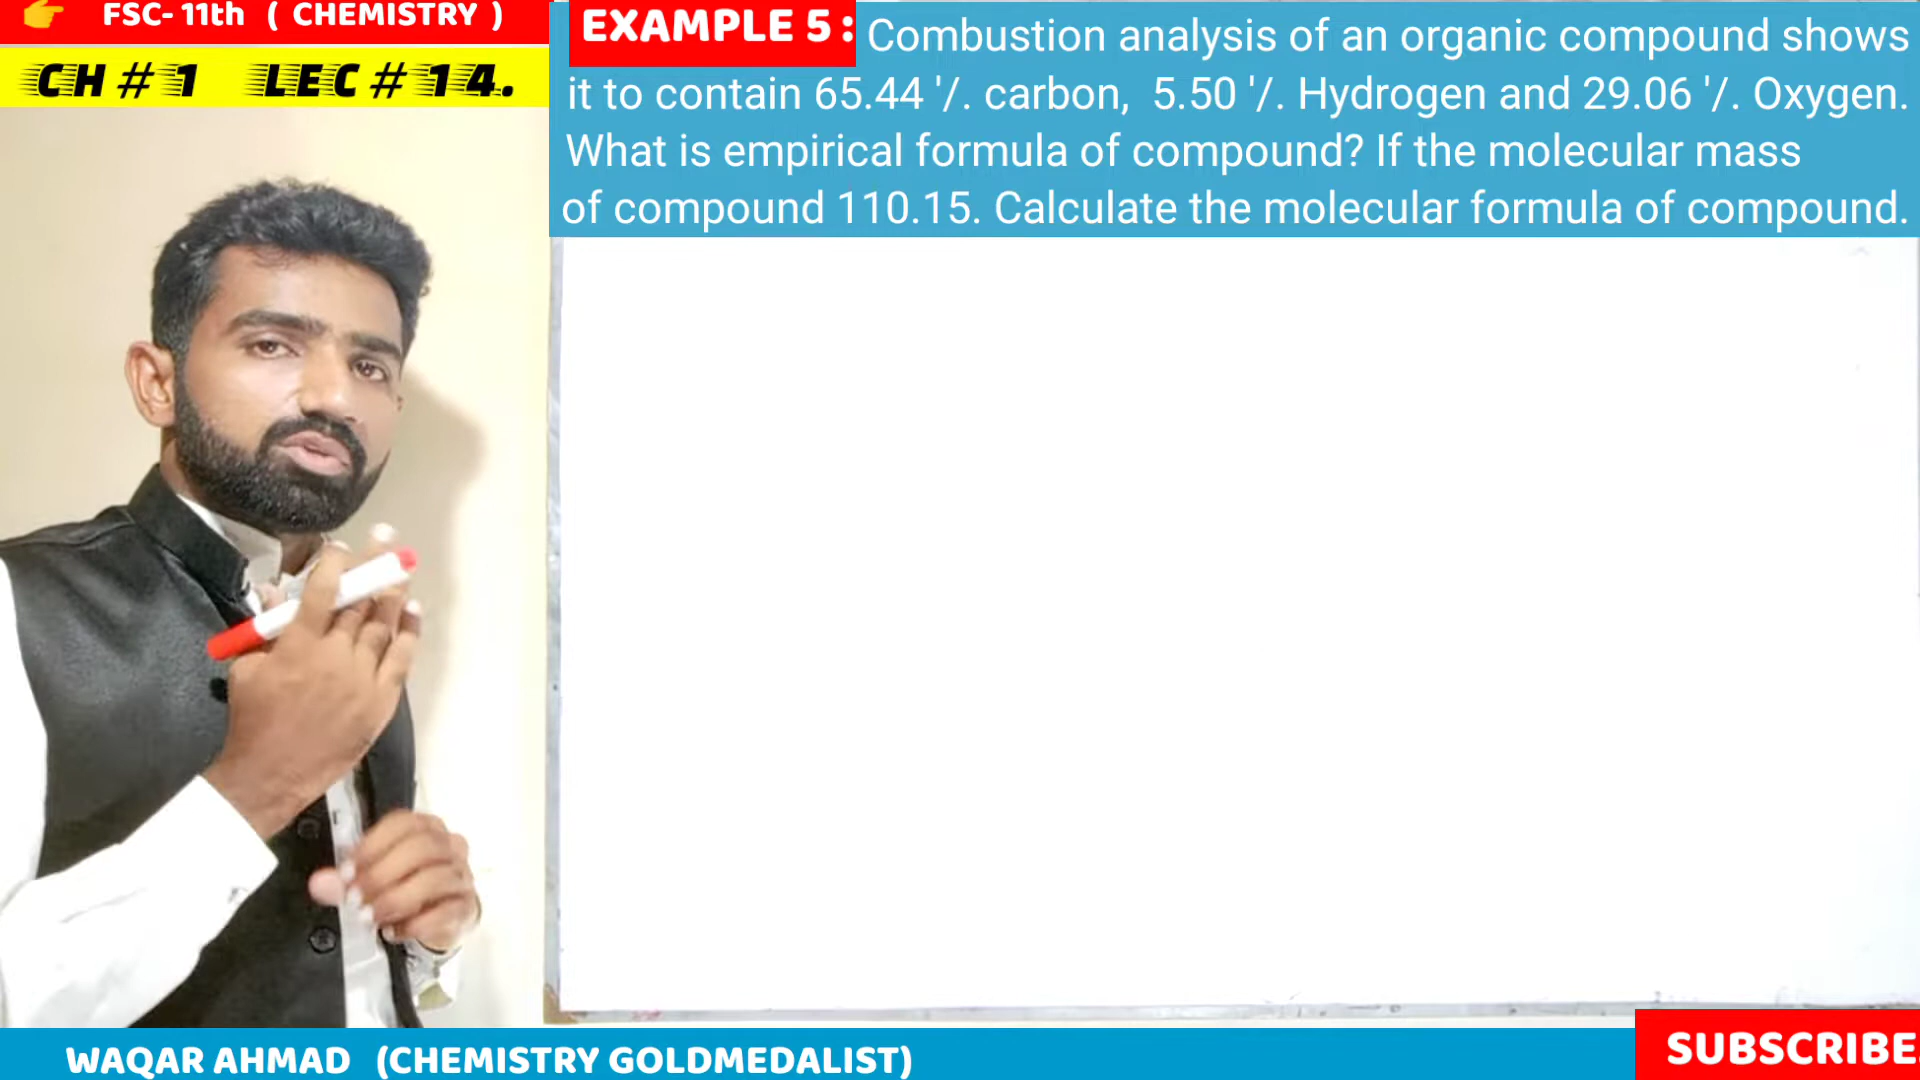 👉 FSC- 11th ( CHEMISTRY )
CH # 1 LEC # 14.
EXAMPLE 5 : Combustion analysis of an organic compound shows
it to contain 65.44 '/. carbon, 5.50 '/. Hydrogen and 29.06 '/. Oxygen.
What is empirical formula of compound? If the molecular mass
of compound 110.15. Calculate the molecular formula of compound.
WAQAR AHMAD (CHEMISTRY GOLDMEDALIST)
SUBSCRIBE